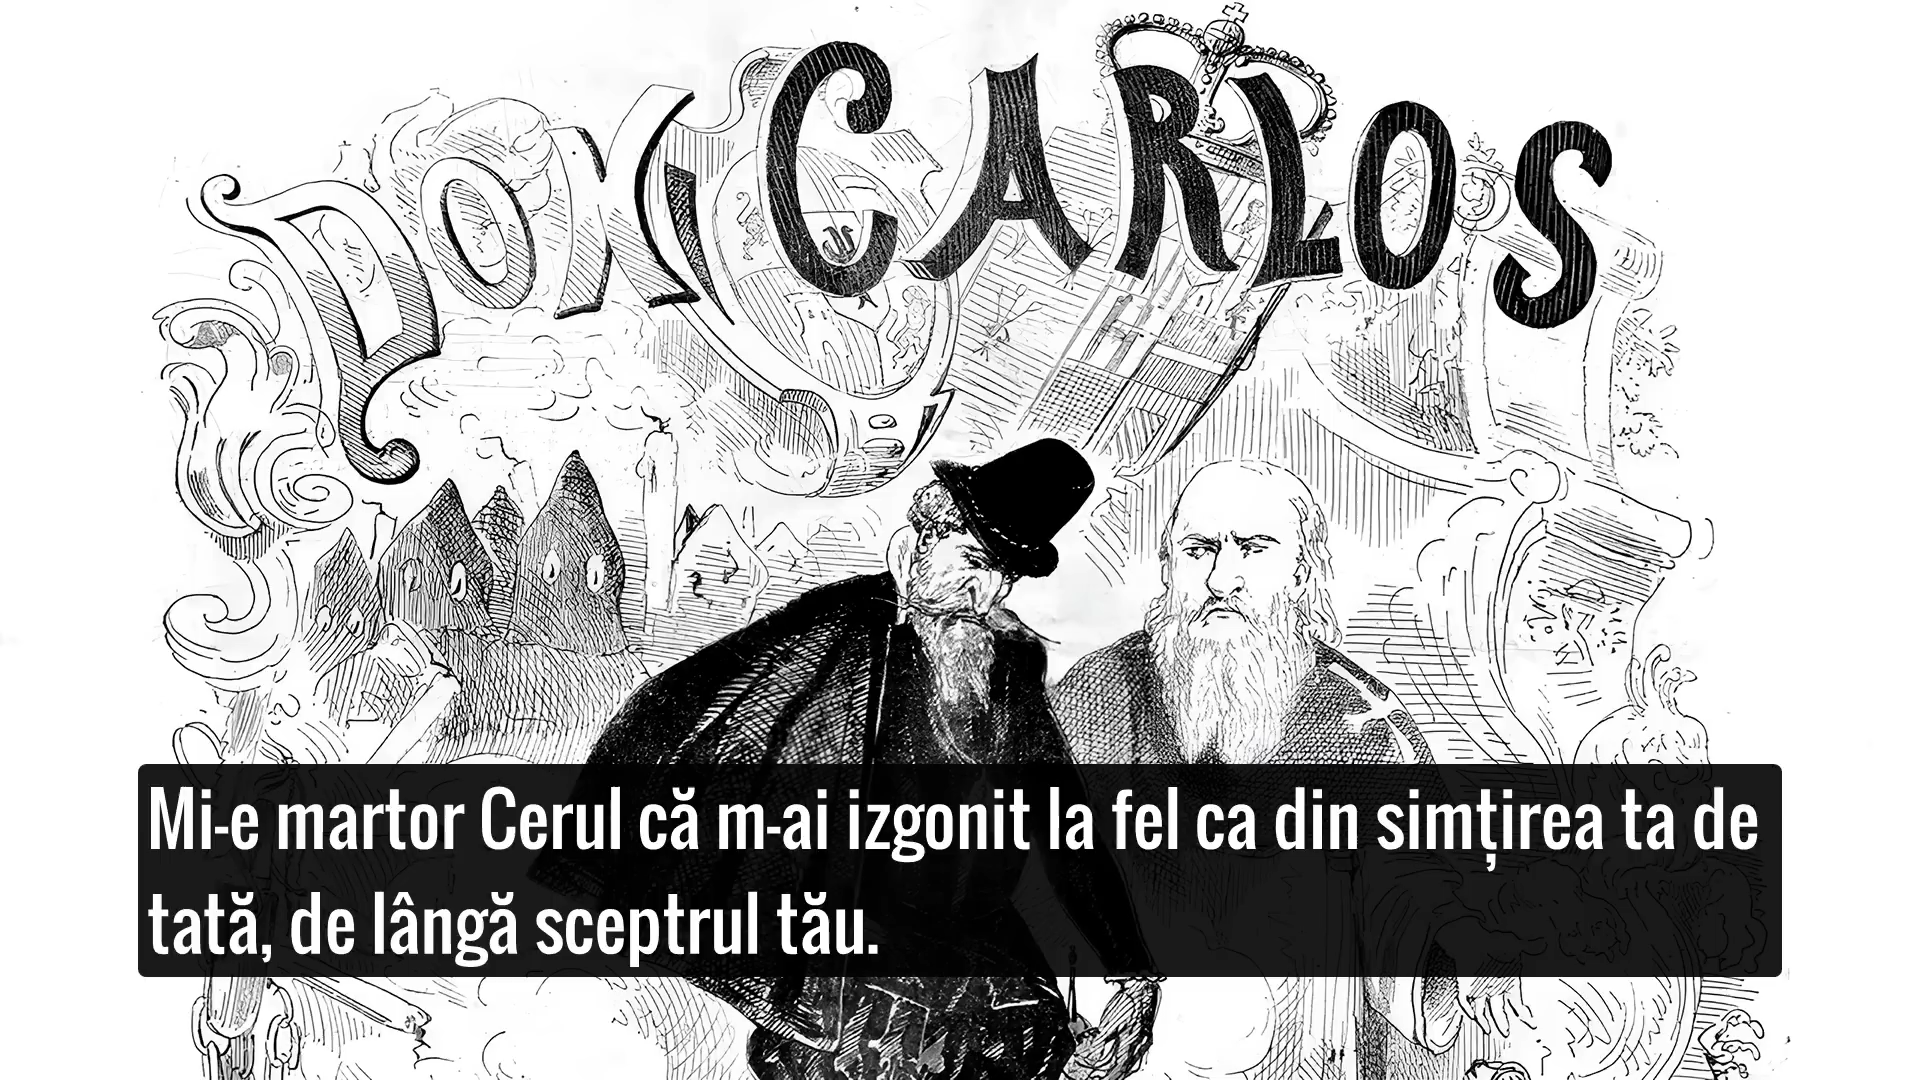 DON CARLOS
Mi-e martor Cerul că m-ai izgonit la fel ca din simțirea ta de
tată, de lângă sceptrul tău.